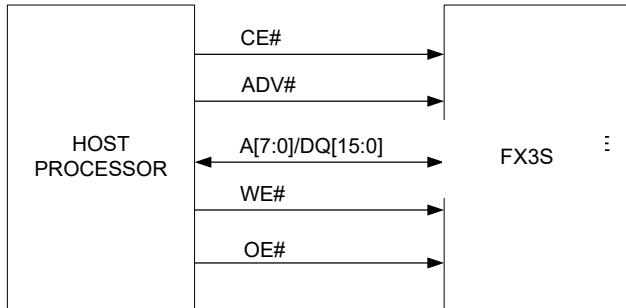 CE#
ADV#
HOST
PROCESSOR
A[7:0]/DQ[15:0]
FX3S
WE#
OE#